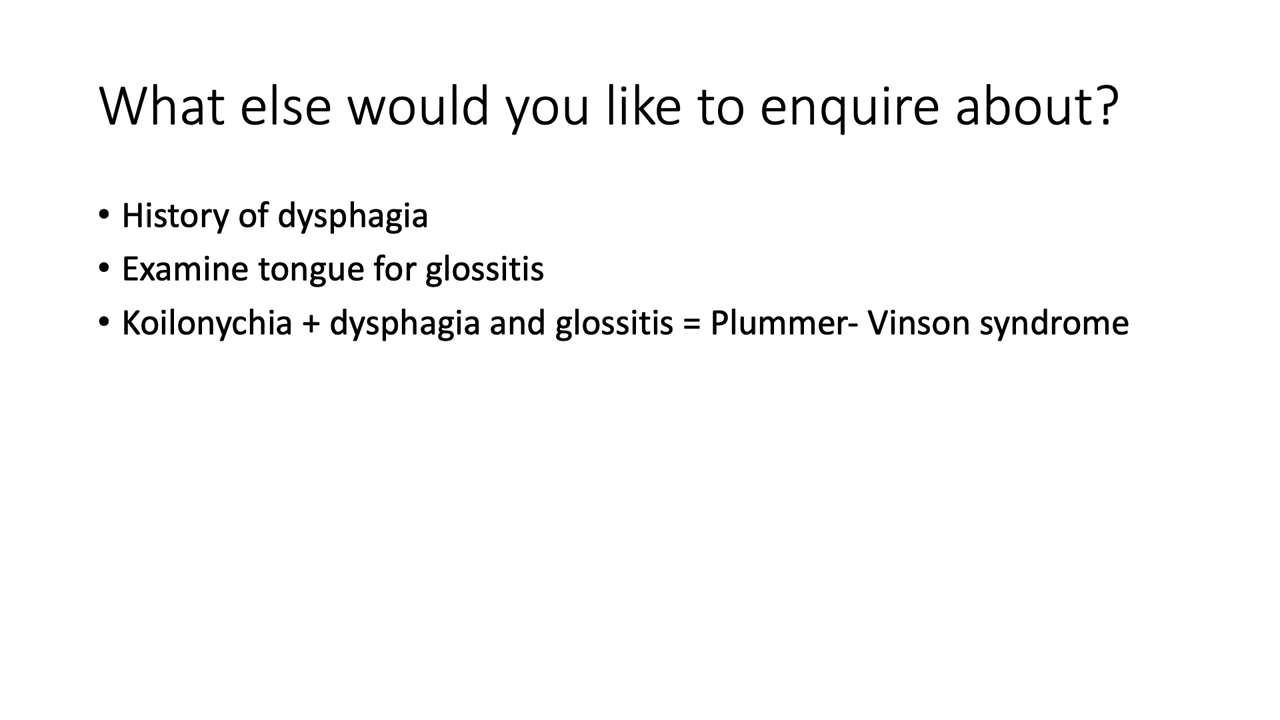 What else would you like to enquire about?
• History of dysphagia
• Examine tongue for glossitis
• Koilonychia + dysphagia and glossitis = Plummer- Vinson syndrome